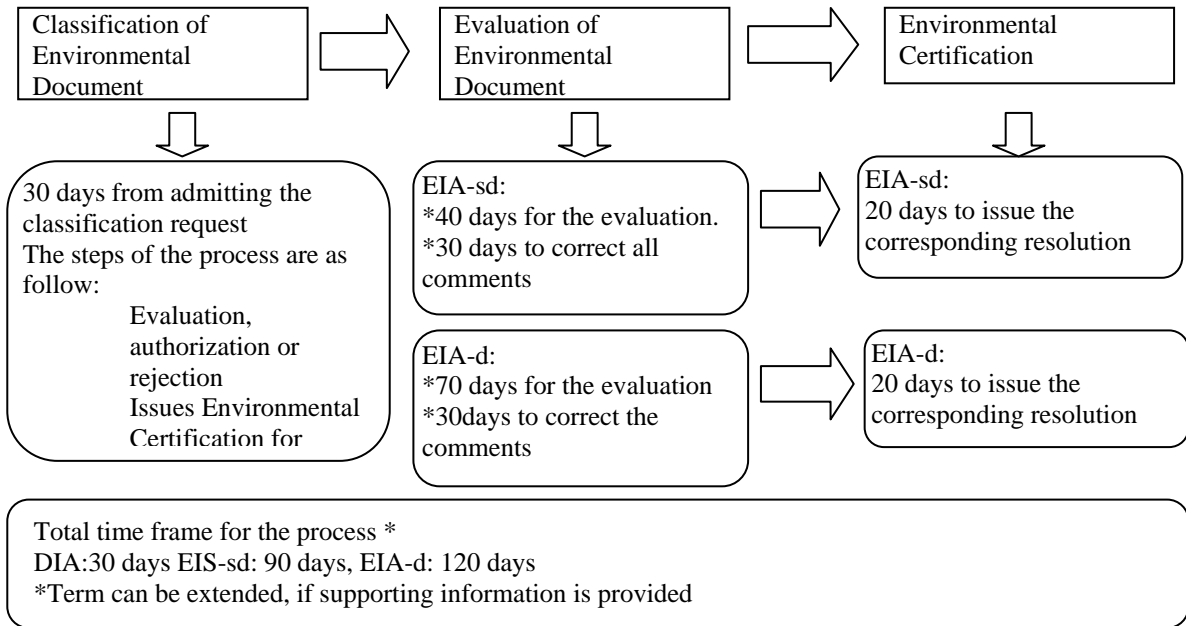 Classification of
Environmental
Document
Evaluation of
Environmental
Document
Environmental
Certification
30 days from admitting the
classification request
The steps of the process are as
follow:
Evaluation,
authorization or
rejection
Issues Environmental
Certification for
EIA-sd:
*40 days for the evaluation.
*30 days to correct all
comments
EIA-sd:
20 days to issue the
corresponding resolution
EIA-d:
*70 days for the evaluation
*30days to correct the
comments
EIA-d:
20 days to issue the
corresponding resolution
Total time frame for the process *
DIA:30 days EIS-sd: 90 days, EIA-d: 120 days
*Term can be extended, if supporting information is provided